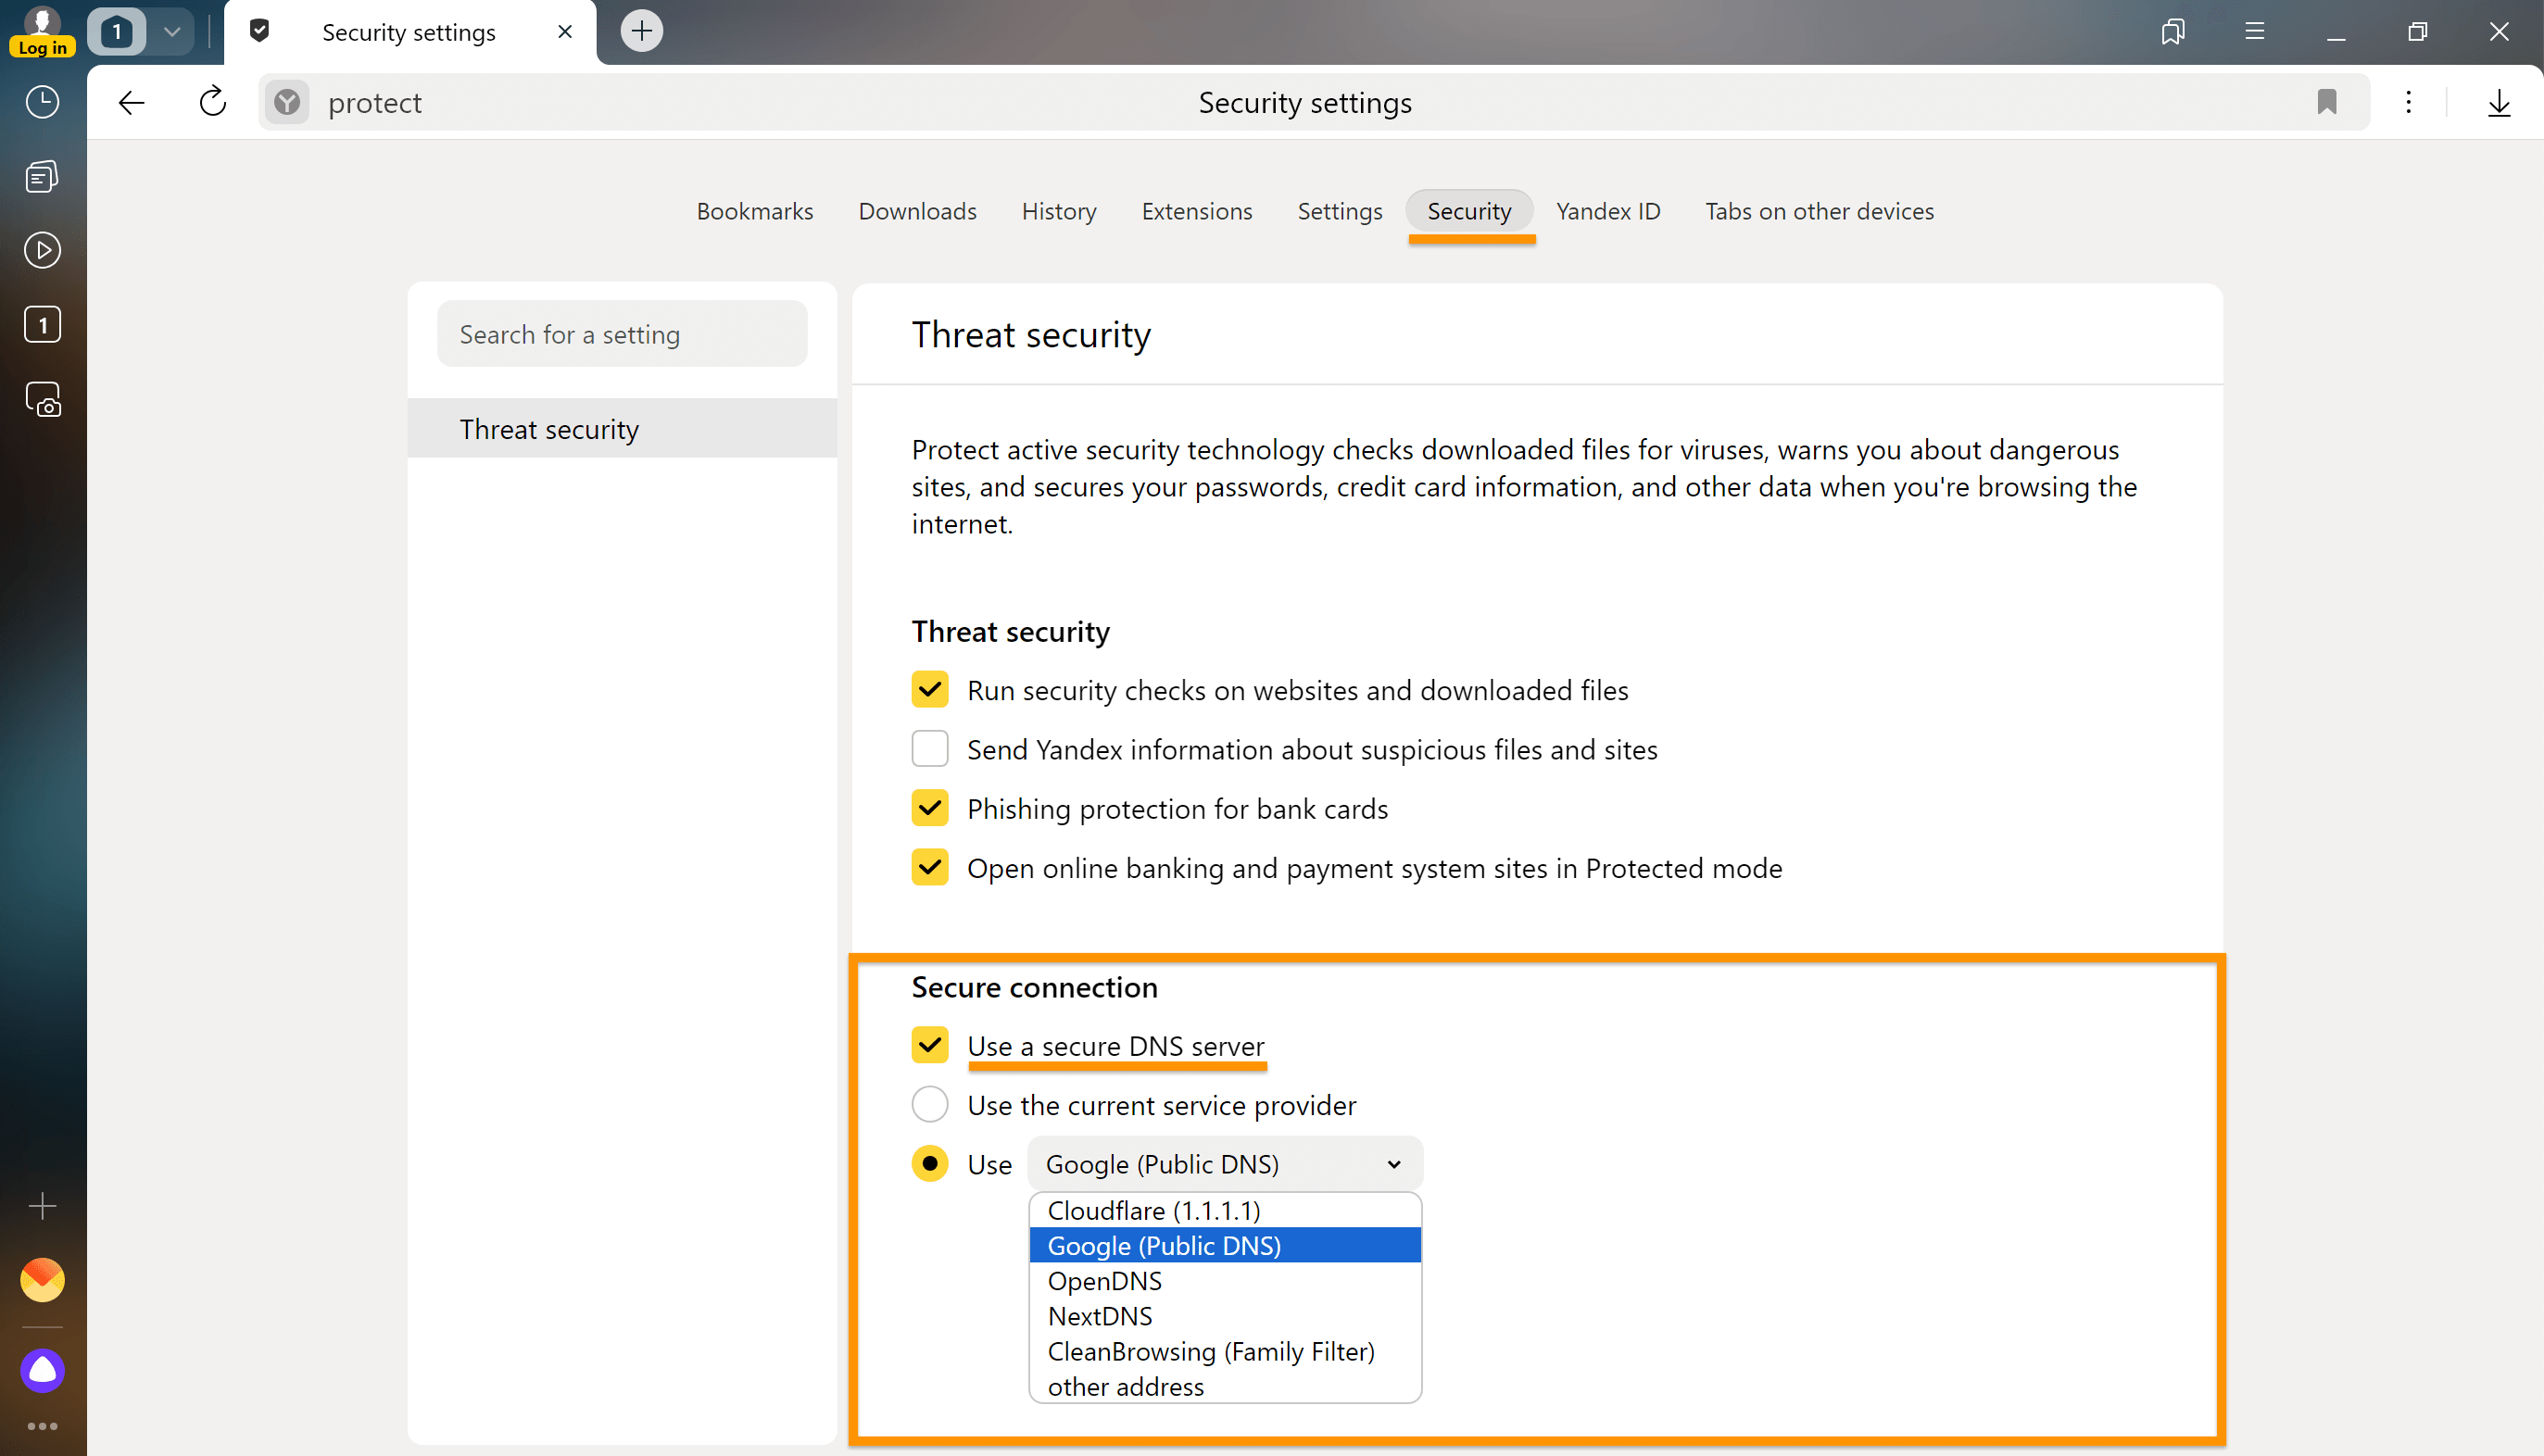 Log in
1
Security settings
protect
Security settings
Bookmarks
Downloads
History
Extensions
Settings
Security
Yandex ID
Tabs on other devices
1
Search for a setting
Threat security
Threat security
Protect active security technology checks downloaded files for viruses, warns you about dangerous
sites, and secures your passwords, credit card information, and other data when you're browsing the
internet.
Threat security
Run security checks on websites and downloaded files
Send Yandex information about suspicious files and sites
Phishing protection for bank cards
Open online banking and payment system sites in Protected mode
Secure connection
Use a secure DNS server
Use the current service provider
Use Google (Public DNS)
Cloudflare (1.1.1.1)
Google (Public DNS)
OpenDNS
NextDNS
CleanBrowsing (Family Filter)
other address